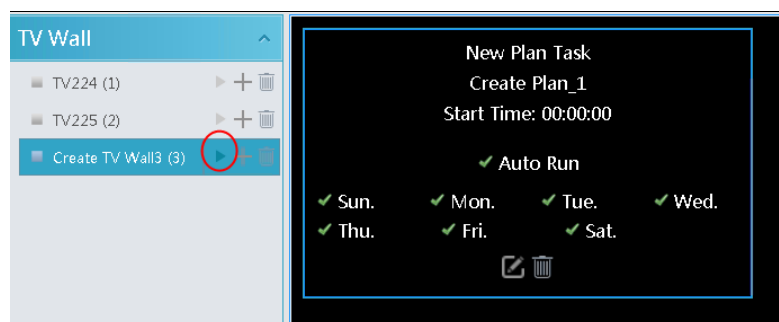 TV Wall
TV224 (1)
TV225 (2)
Create TV Wall3 (3)
New Plan Task
Create Plan_1
Start Time: 00:00:00
Auto Run
Sun. Mon. Tue. Wed.
Thu. Fri. Sat.